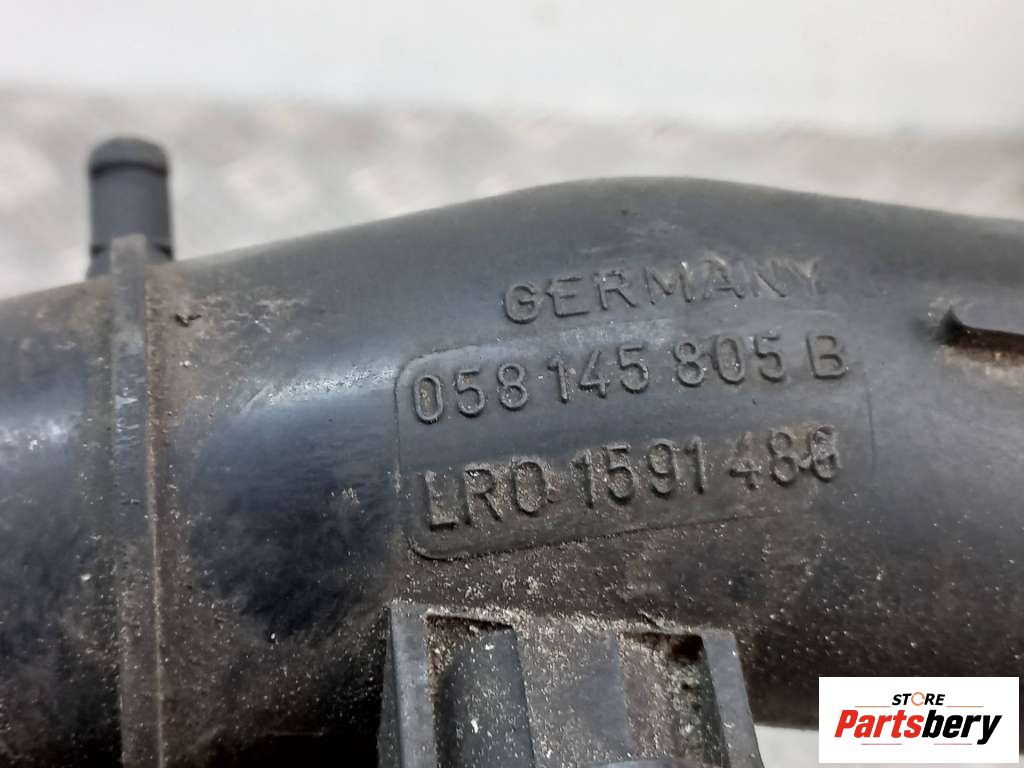 GERMANY
058 145 805 B
LRO 1591 486
STORE
Partsbery